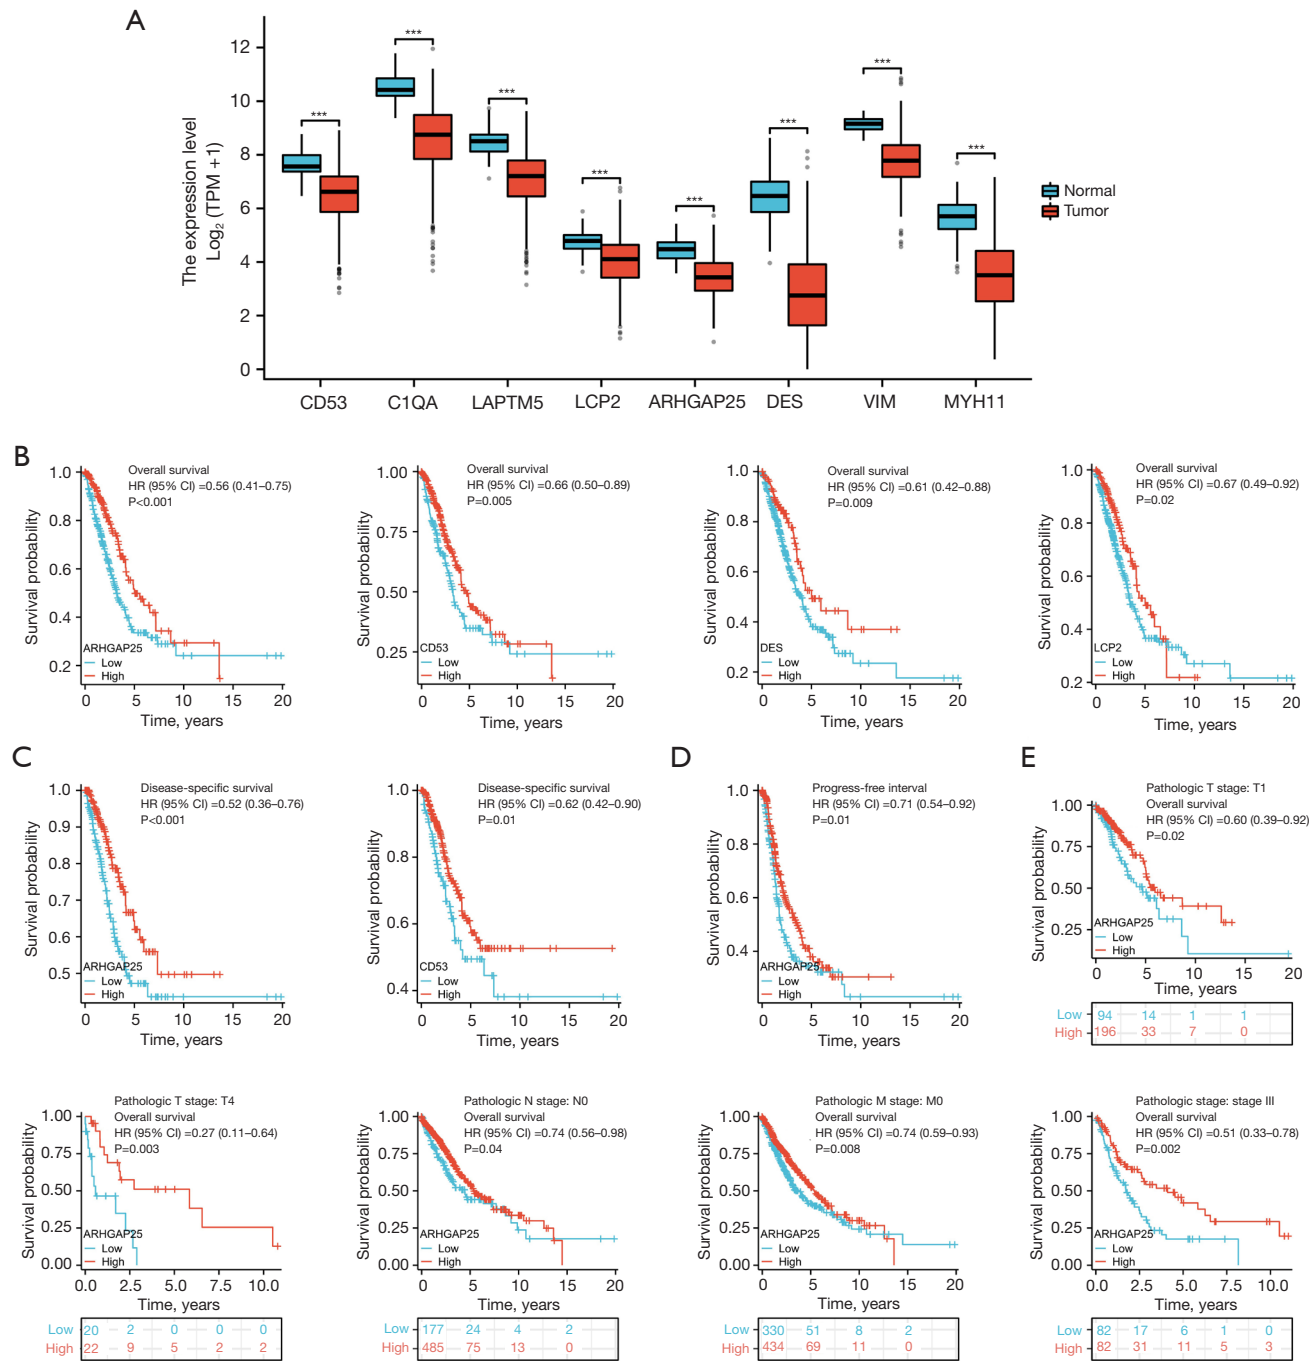 A
12
10
8
6
4
2
0
The expression level
Log₂ (TPM +1)
***
***
***
***
***
***
***
***
Normal
Tumor
CD53 C1QA LAPTM5 LCP2 ARHGAP25 DES VIM MYH11
B
Overall survival
HR (95% CI) =0.56 (0.41–0.75)
P<0.001
Survival probability
1.0
0.8
0.6
0.4
0.2
ARHGAP25
Low
High
0 5 10 15 20
Time, years
Overall survival
HR (95% CI) =0.66 (0.50–0.89)
P=0.005
Survival probability
1.00
0.75
0.50
0.25
CD53
Low
High
0 5 10 15 20
Time, years
Overall survival
HR (95% CI) =0.61 (0.42–0.88)
P=0.009
Survival probability
1.0
0.8
0.6
0.4
0.2
DES
Low
High
0 5 10 15 20
Time, years
Overall survival
HR (95% CI) =0.67 (0.49–0.92)
P=0.02
Survival probability
1.0
0.8
0.6
0.4
0.2
LCP2
Low
High
0 5 10 15 20
Time, years
C
Disease-specific survival
HR (95% CI) =0.52 (0.36–0.76)
P<0.001
Survival probability
1.0
0.9
0.8
0.7
0.6
0.5
ARHGAP25
Low
High
0 5 10 15 20
Time, years
Disease-specific survival
HR (95% CI) =0.62 (0.42–0.90)
P=0.01
Survival probability
1.0
0.8
0.6
0.4
CD53
Low
High
0 5 10 15 20
Time, years
D
Progress-free interval
HR (95% CI) =0.71 (0.54–0.92)
P=0.01
Survival probability
1.0
0.8
0.6
0.4
ARHGAP25
Low
High
0 5 10 15 20
Time, years
E
Pathologic T stage: T1
Overall survival
HR (95% CI) =0.60 (0.39–0.92)
P=0.02
Survival probability
1.00
0.75
0.50
0.25
ARHGAP25
Low
High
0 5 10 15 20
Time, years
Low 94 14 1 1
High 196 33 7 0
Pathologic T stage: T4
Overall survival
HR (95% CI) =0.27 (0.11–0.64)
P=0.003
Survival probability
1.00
0.75
0.50
0.25
0.00
ARHGAP25
Low
High
0.0 2.5 5.0 7.5 10.0
Time, years
Low 20 2 0 0 0
High 22 9 5 2 2
Pathologic N stage: N0
Overall survival
HR (95% CI) =0.74 (0.56–0.98)
P=0.04
Survival probability
1.00
0.75
0.50
0.25
0.00
ARHGAP25
Low
High
0 5 10 15 20
Time, years
Low 177 24 4 2
High 485 75 13 0
Pathologic M stage: M0
Overall survival
HR (95% CI) =0.74 (0.59–0.93)
P=0.008
Survival probability
1.00
0.75
0.50
0.25
0.00
ARHGAP25
Low
High
0 5 10 15 20
Time, years
Low 330 51 8 2
High 434 69 11 0
Pathologic stage: stage III
Overall survival
HR (95% CI) =0.51 (0.33–0.78)
P=0.002
Survival probability
1.00
0.75
0.50
0.25
0.00
ARHGAP25
Low
High
0.0 2.5 5.0 7.5 10.0
Time, years
Low 82 17 6 1 0
High 82 31 11 5 3